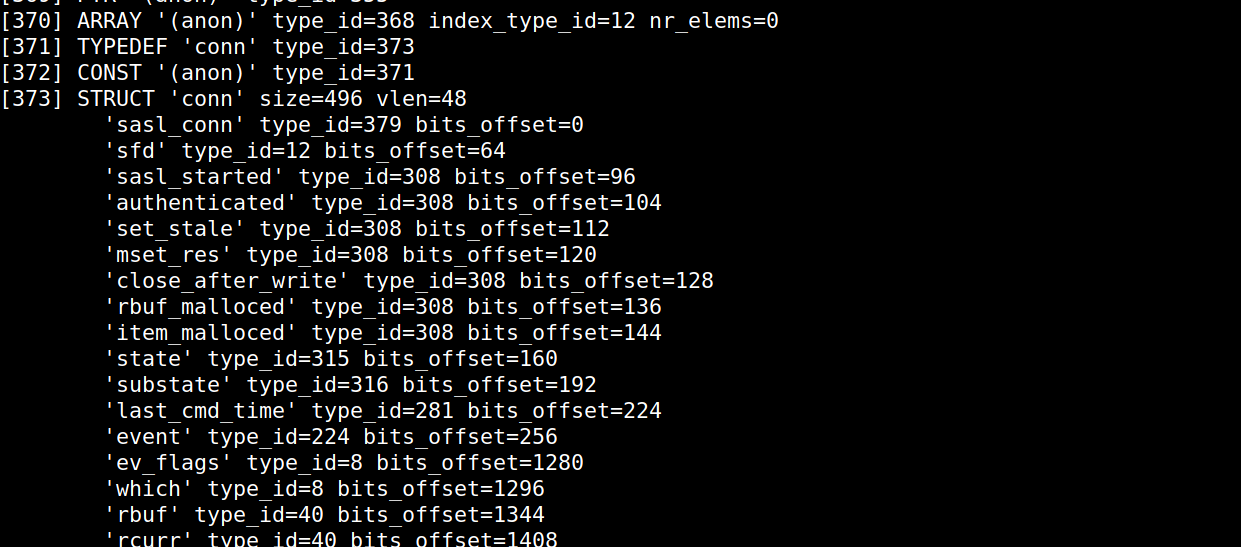 [369] PTR '(anon)' type_id=355
[370] ARRAY '(anon)' type_id=368 index_type_id=12 nr_elems=0
[371] TYPEDEF 'conn' type_id=373
[372] CONST '(anon)' type_id=371
[373] STRUCT 'conn' size=496 vlen=48
'sasl_conn' type_id=379 bits_offset=0
'sfd' type_id=12 bits_offset=64
'sasl_started' type_id=308 bits_offset=96
'authenticated' type_id=308 bits_offset=104
'set_stale' type_id=308 bits_offset=112
'mset_res' type_id=308 bits_offset=120
'close_after_write' type_id=308 bits_offset=128
'rbuf_malloced' type_id=308 bits_offset=136
'item_malloced' type_id=308 bits_offset=144
'state' type_id=315 bits_offset=160
'substate' type_id=316 bits_offset=192
'last_cmd_time' type_id=281 bits_offset=224
'event' type_id=224 bits_offset=256
'ev_flags' type_id=8 bits_offset=1280
'which' type_id=8 bits_offset=1296
'rbuf' type_id=40 bits_offset=1344
'rcurr' type_id=40 bits_offset=1408